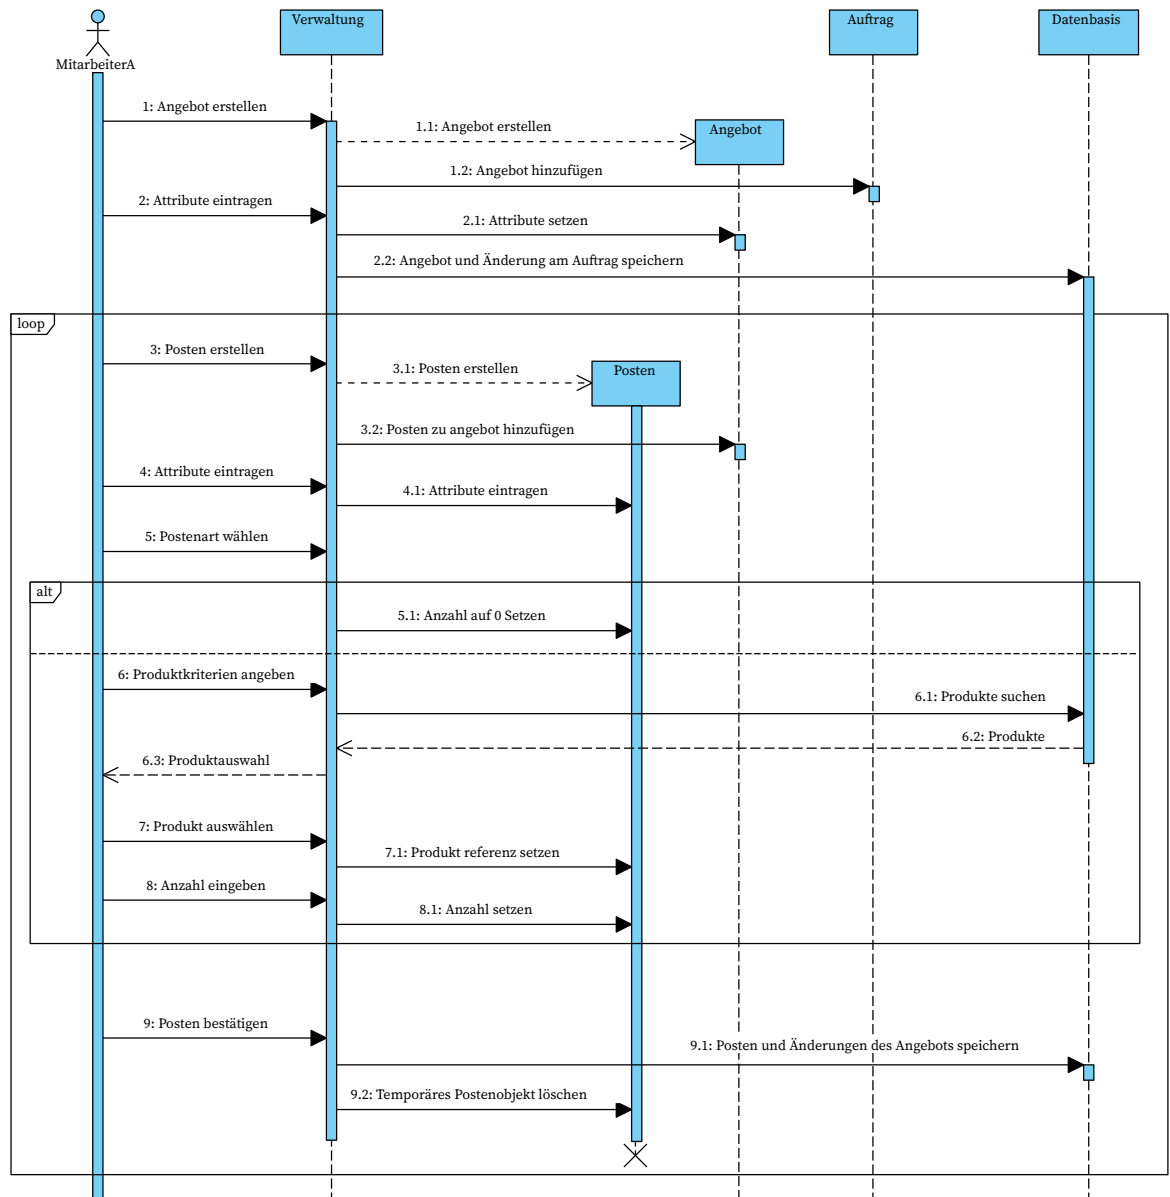 Verwaltung
Auftrag
Datenbasis
MitarbeiterA
1: Angebot erstellen
1.1: Angebot erstellen
Angebot
1.2: Angebot hinzufügen
2: Attribute eintragen
2.1: Attribute setzen
2.2: Angebot und Änderung am Auftrag speichern
loop
3: Posten erstellen
3.1: Posten erstellen
Posten
3.2: Posten zu angebot hinzufügen
4: Attribute eintragen
4.1: Attribute eintragen
5: Postenart wählen
alt
5.1: Anzahl auf 0 Setzen
6: Produktkriterien angeben
6.1: Produkte suchen
6.2: Produkte
6.3: Produktauswahl
7: Produkt auswählen
7.1: Produkt referenz setzen
8: Anzahl eingeben
8.1: Anzahl setzen
9: Posten bestätigen
9.1: Posten und Änderungen des Angebots speichern
9.2: Temporäres Postenobjekt löschen